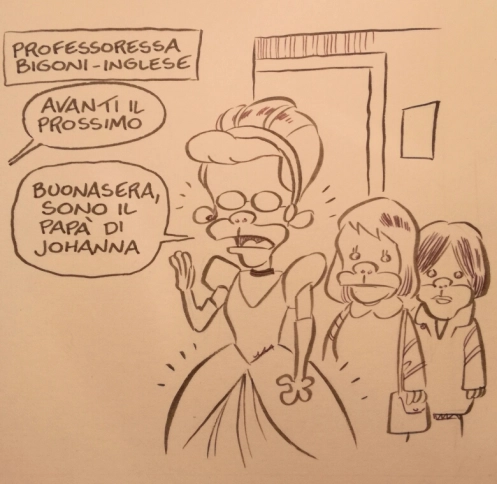 PROFESSORESSA
BIGONI-INGLESE
AVANTI IL
PROSSIMO
BUONASERA,
SONO IL
PAPÀ DI
JOHANNA